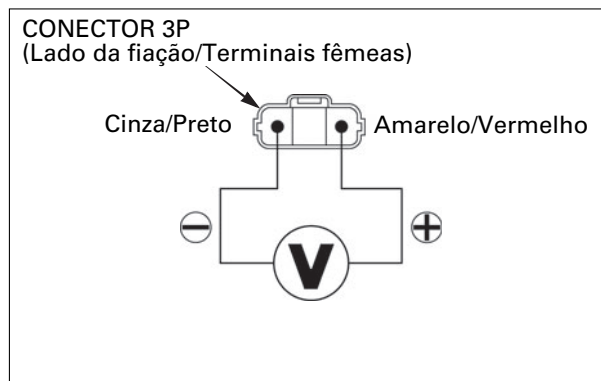 CONECTOR 3P
(Lado da fiação/Terminais fêmeas)
Cinza/Preto Amarelo/Vermelho
− +
V